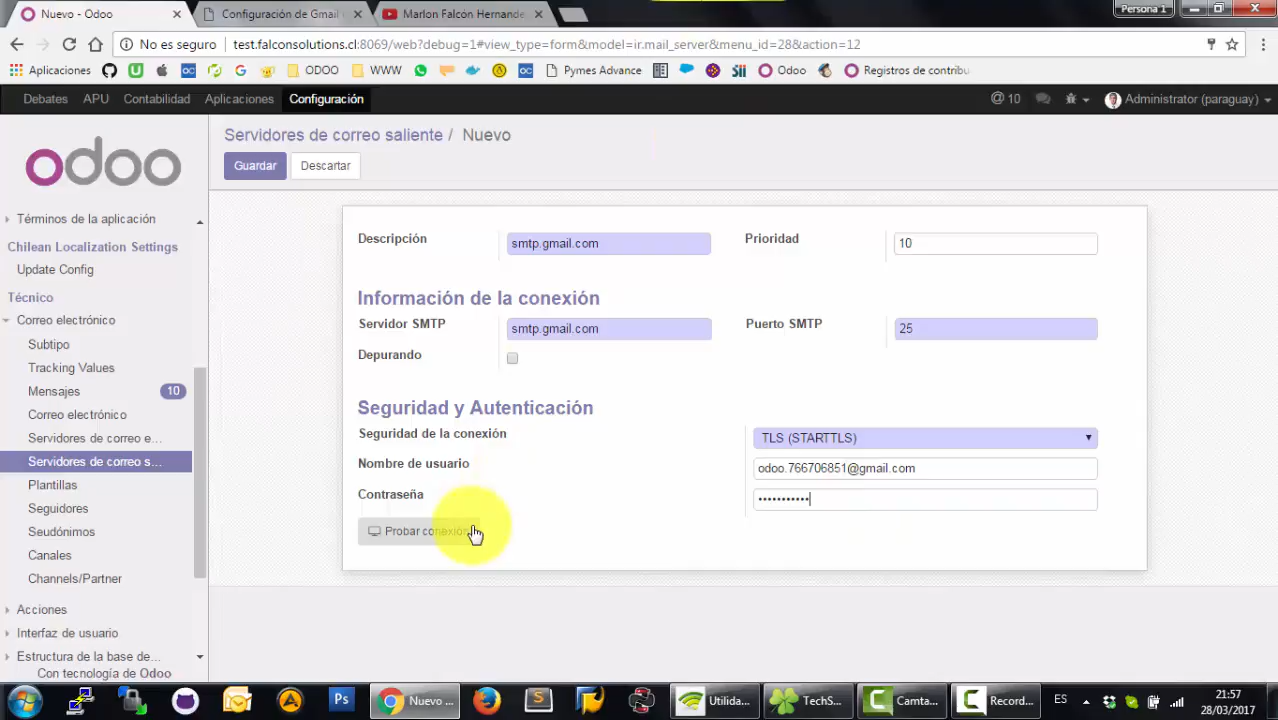 Nuevo - Odoo
Configuración de Gmail
Marlon Falcón Hernande
Persona 1
No es seguro
test.falconsolutions.cl:8069/web?debug=1#view_type=form&model=ir.mail_server&menu_id=28&action=12
Aplicaciones
ODOO
WWW
Pymes Advance
Odoo
Registros de contribu
Debates
APU
Contabilidad
Aplicaciones
Configuración
@ 10
Administrator (paraguay)
odoo
Servidores de correo saliente / Nuevo
Guardar
Descartar
Términos de la aplicación
Chilean Localization Settings
Update Config
Técnico
Correo electrónico
Subtipo
Tracking Values
Mensajes 10
Correo electrónico
Servidores de correo e...
Servidores de correo s...
Plantillas
Seguidores
Seudónimos
Canales
Channels/Partner
Acciones
Interfaz de usuario
Estructura de la base de...
Con tecnología de Odoo
Descripción
smtp.gmail.com
Prioridad
10
Información de la conexión
Servidor SMTP
smtp.gmail.com
Puerto SMTP
25
Depurando
Seguridad y Autenticación
Seguridad de la conexión
TLS (STARTTLS)
Nombre de usuario
odoo.766706851@gmail.com
Contraseña
•••••••••••
Probar conexión
Ps
Nuevo ...
Utilida...
TechS...
Camta...
Record...
ES
21:57
28/03/2017